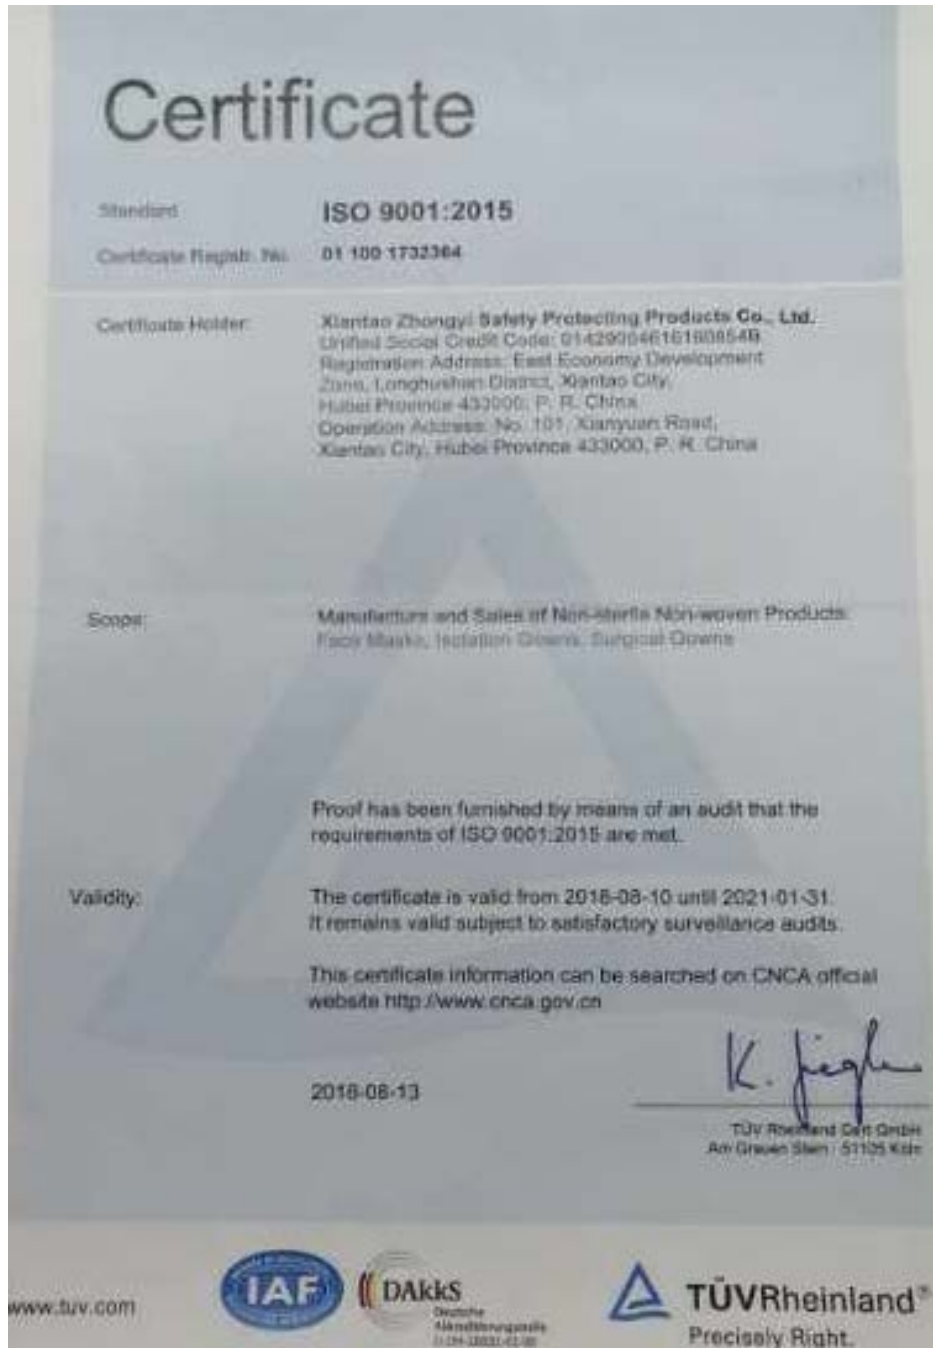 Certificate
Standard ISO 9001:2015
Certificate Registr. No. 01 100 1732364
Certificate Holder: Xiantao Zhongyi Safety Protecting Products Co., Ltd.
Unified Social Credit Code:
Registration Address: East Economy Development
Zone, Longhushan District, Xiantao City,
Hubei Province 433000, P. R. China
Operation Address: No. 101, Xianyuan Road,
Xiantao City, Hubei Province 433000, P. R. China
Scope: Manufacture and Sales of Non-sterile Non-woven Products:
Face Masks, Isolation Gowns, Surgical Gowns
Proof has been furnished by means of an audit that the
requirements of ISO 9001:2015 are met.
Validity: The certificate is valid from 2018-08-10 until 2021-01-31.
It remains valid subject to satisfactory surveillance audits.
This certificate information can be searched on CNCA official
website http://www.cnca.gov.cn
2018-08-13
TÜV Rheinland Cert GmbH
Am Grauen Stein · 51105 Köln
www.tuv.com
IAF
DAkkS
Deutsche
Akkreditierungsstelle
TÜVRheinland®
Precisely Right.